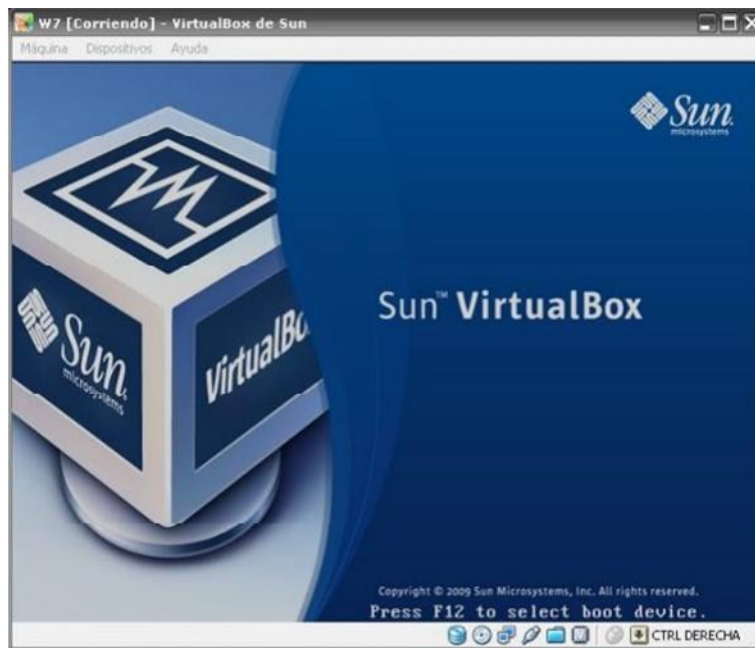 W7 [Corriendo] - VirtualBox de Sun
Máquina Dispositivos Ayuda
Sun
microsystems
Sun™ VirtualBox
Sun
microsystems
VirtualBo
Copyright © 2009 Sun Microsystems, Inc. All rights reserved.
Press F12 to select boot device.
CTRL DERECHA